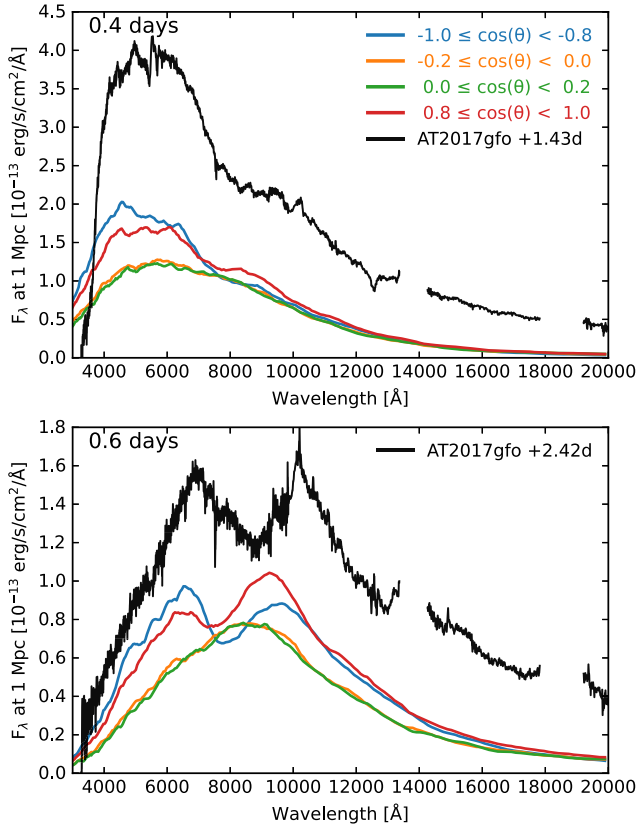 0.4 days
-1.0 ≤ cos(θ) < -0.8
-0.2 ≤ cos(θ) < 0.0
0.0 ≤ cos(θ) < 0.2
0.8 ≤ cos(θ) < 1.0
AT2017gfo +1.43d
F_λ at 1 Mpc [10⁻¹³ erg/s/cm²/Å]
4.5
4.0
3.5
3.0
2.5
2.0
1.5
1.0
0.5
0.0
4000 6000 8000 10000 12000 14000 16000 18000 20000
Wavelength [Å]
0.6 days
AT2017gfo +2.42d
F_λ at 1 Mpc [10⁻¹³ erg/s/cm²/Å]
1.8
1.6
1.4
1.2
1.0
0.8
0.6
0.4
0.2
0.0
4000 6000 8000 10000 12000 14000 16000 18000 20000
Wavelength [Å]